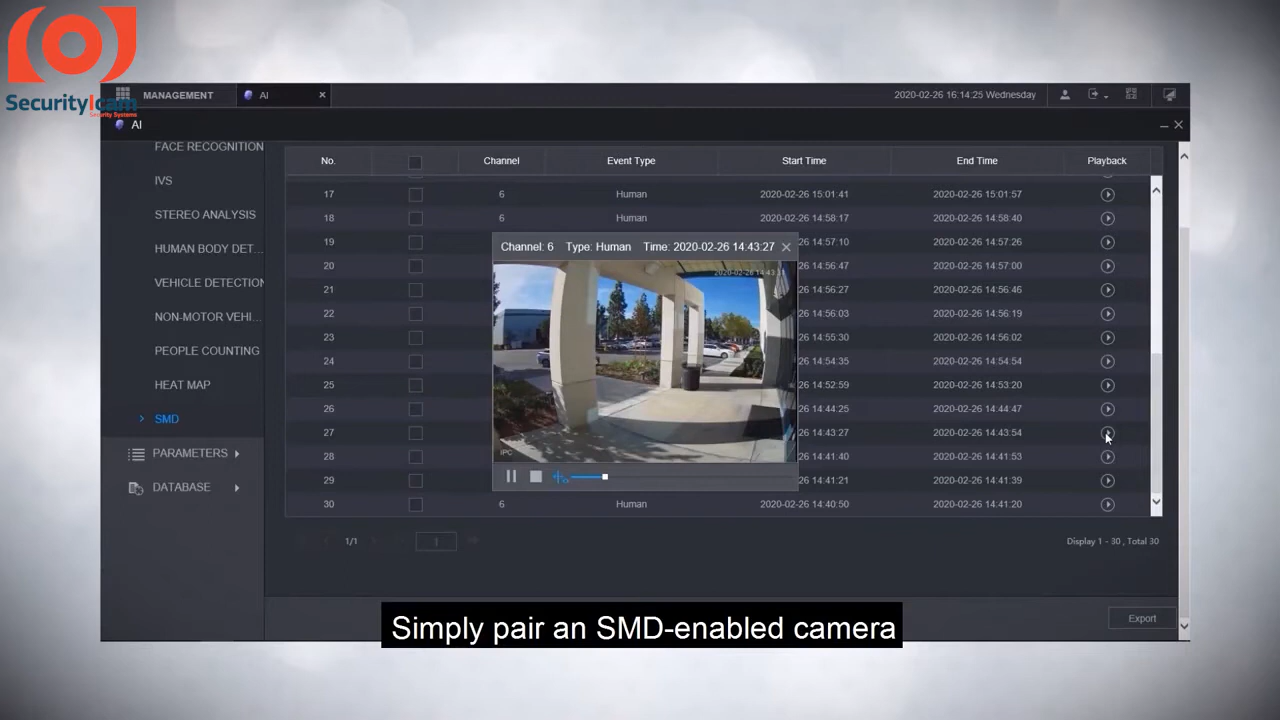 SecurityIcam
Security Systems
MANAGEMENT
AI
2020-02-26 16:14:25 Wednesday
AI
FACE RECOGNITION
IVS
STEREO ANALYSIS
HUMAN BODY DET...
VEHICLE DETECTION
NON-MOTOR VEHI...
PEOPLE COUNTING
HEAT MAP
SMD
PARAMETERS
DATABASE
No. Channel Event Type Start Time End Time Playback
17 6 Human 2020-02-26 15:01:41 2020-02-26 15:01:57
18 6 Human 2020-02-26 14:58:17 2020-02-26 14:58:40
19 26 14:57:10 2020-02-26 14:57:26
20 26 14:56:47 2020-02-26 14:57:00
21 26 14:56:27 2020-02-26 14:56:46
22 26 14:56:03 2020-02-26 14:56:19
23 26 14:55:30 2020-02-26 14:56:02
24 26 14:54:35 2020-02-26 14:54:54
25 26 14:52:59 2020-02-26 14:53:20
26 26 14:44:25 2020-02-26 14:44:47
27 26 14:43:27 2020-02-26 14:43:54
28 26 14:41:40 2020-02-26 14:41:53
29 26 14:41:21 2020-02-26 14:41:39
30 6 Human 2020-02-26 14:40:50 2020-02-26 14:41:20
Channel: 6 Type: Human Time: 2020-02-26 14:43:27
IPC
1/1
Display 1 - 30 , Total 30
Export
Simply pair an SMD-enabled camera